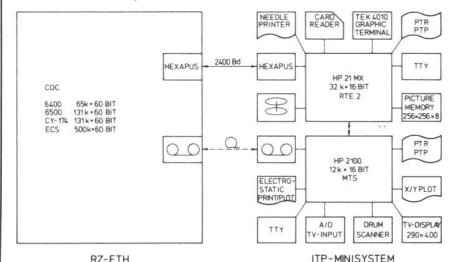 NEEDLE
PRINTER
CARD
READER
TEK 4010
GRAPHIC
TERMINAL
PTR
PTP
HEXAPUS
2400 Bd
HEXAPUS
HP 21 MX
32 k * 16 BIT
RTE 2
TTY
CDC
6400 65k * 60 BIT
6500 131k * 60 BIT
CY-174 131k * 60 BIT
ECS 500k * 60 BIT
PICTURE
MEMORY
256×256×8
HP 2100
12k * 16 BIT
MTS
PTR
PTP
ELECTRO-
STATIC
PRINT/PLOT
X/Y PLOT
TTY
A/D
TV-INPUT
DRUM
SCANNER
TV-DISPLAY
290×400
RZ-ETH
ITP-MINISYSTEM